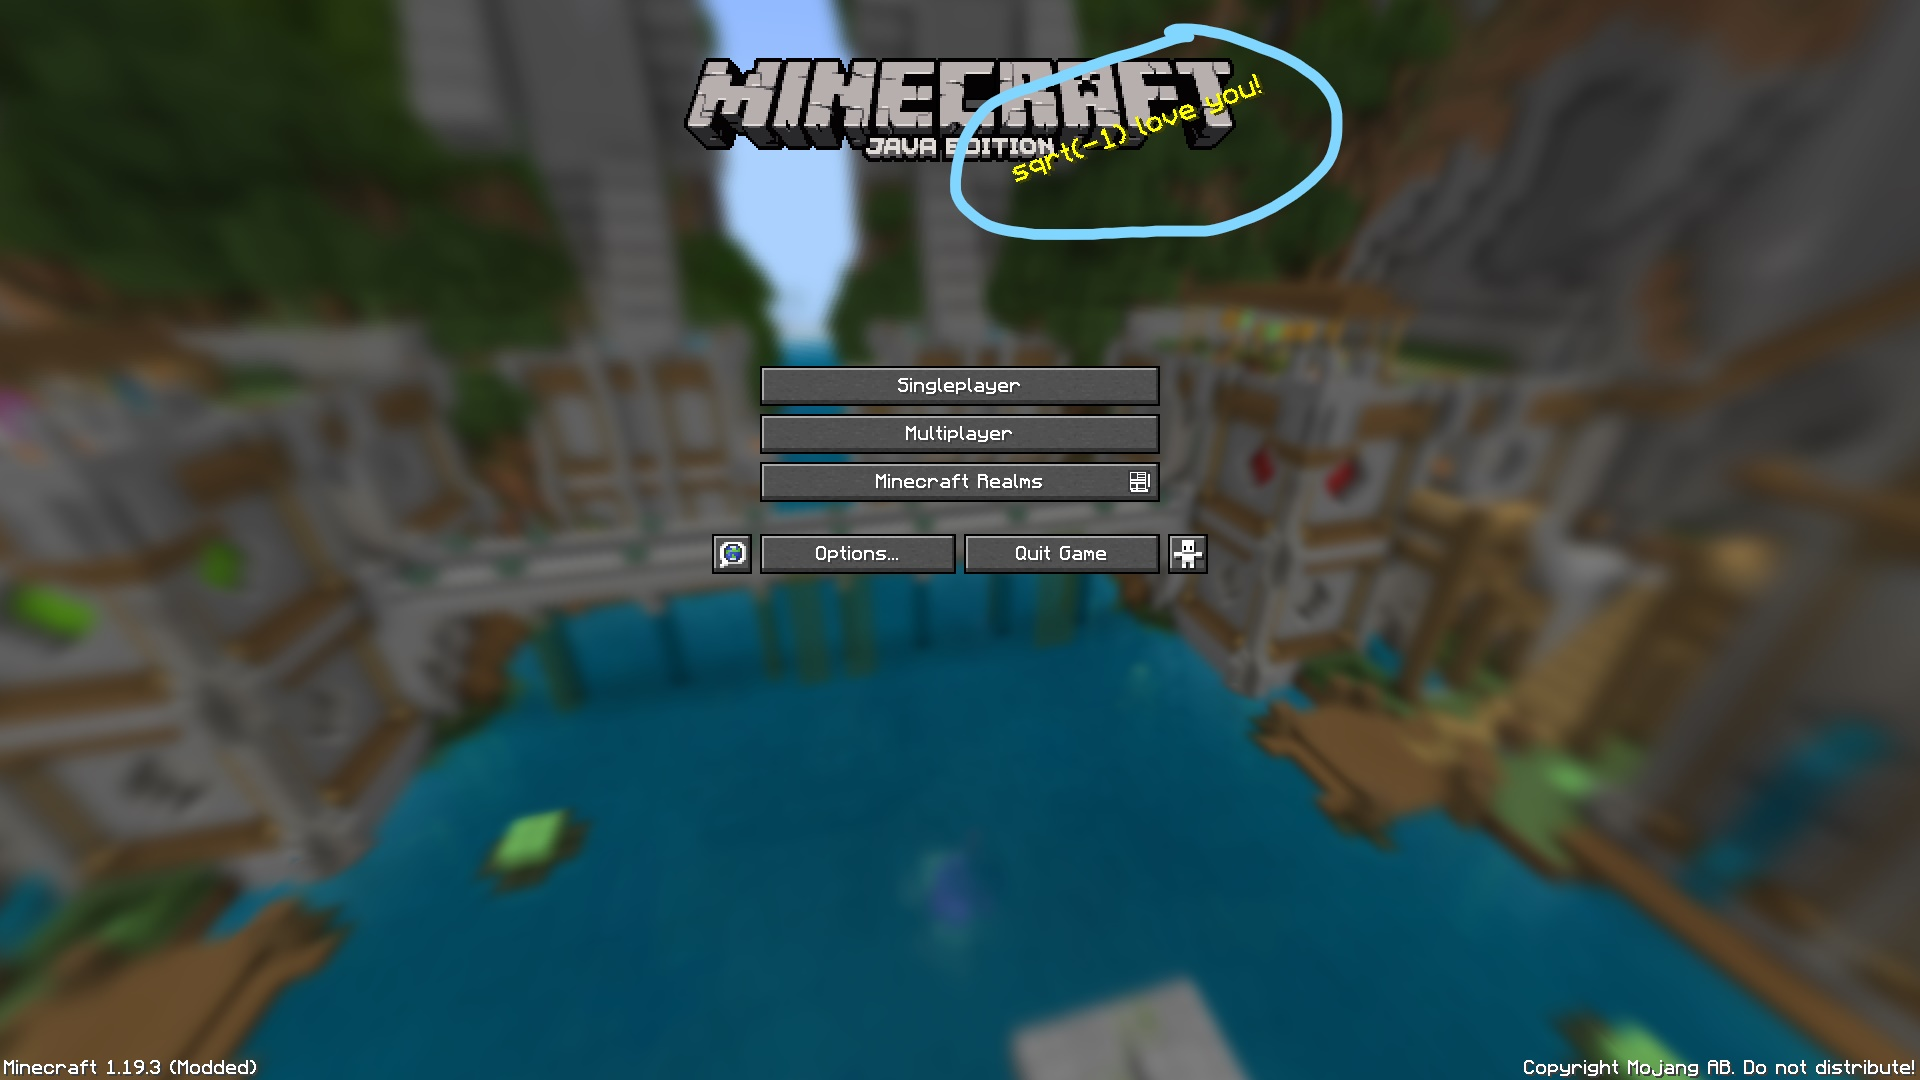 MINECRAFT
JAVA EDITION
sqrt(-1) love you!
Singleplayer
Multiplayer
Minecraft Realms
Options...
Quit Game
Minecraft 1.19.3 (Modded)
Copyright Mojang AB. Do not distribute!